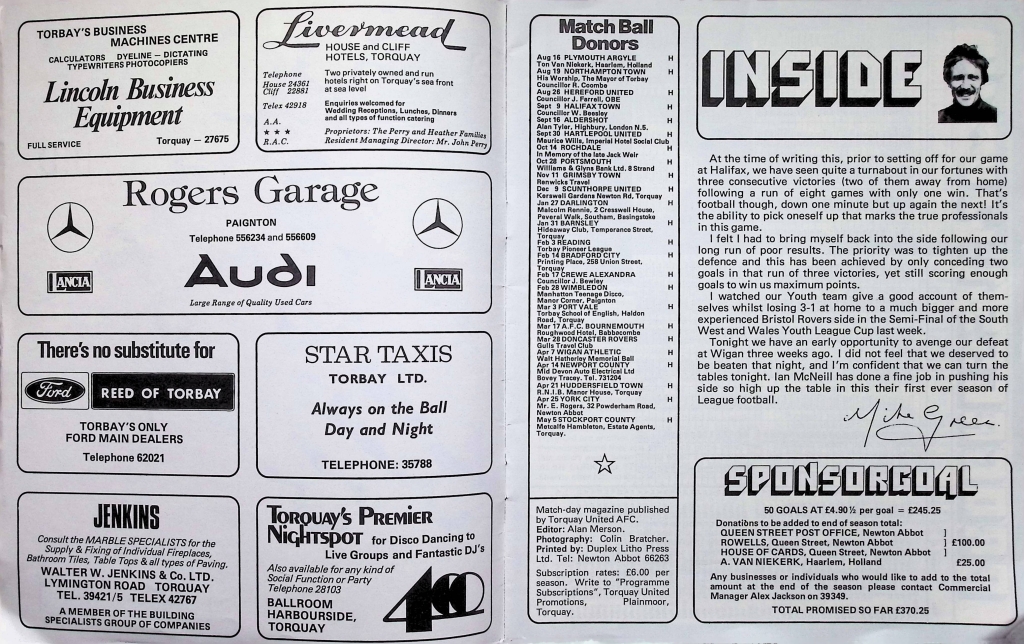 TORBAY'S BUSINESS
MACHINES CENTRE
CALCULATORS DYELINE – DICTATING
TYPEWRITERS PHOTOCOPIERS
Lincoln Business
Equipment
FULL SERVICE
Torquay — 27675
Livermead
HOUSE and CLIFF
HOTELS, TORQUAY
Telephone
House 24361
Cliff 22881
Telex 42918
A.A.
★ ★ ★
R.A.C.
Two privately owned and run
hotels right on Torquay's sea front
at sea level
Enquiries welcomed for
Wedding Receptions, Lunches, Dinners
and all types of function catering
Proprietors: The Perry and Heather Families
Resident Managing Director: Mr. John Perry
Rogers Garage
PAIGNTON
Telephone 556234 and 556609
LANCIA
Audi
LANCIA
Large Range of Quality Used Cars
There's no substitute for
Ford
REED OF TORBAY
TORBAY'S ONLY
FORD MAIN DEALERS
Telephone 62021
STAR TAXIS
TORBAY LTD.
Always on the Ball
Day and Night
TELEPHONE: 35788
JENKINS
Consult the MARBLE SPECIALISTS for the
Supply & Fixing of Individual Fireplaces,
Bathroom Tiles, Table Tops & all types of Paving.
WALTER W. JENKINS & Co. LTD.
LYMINGTON ROAD TORQUAY
TEL. 39421/5 TELEX 42767
A MEMBER OF THE BUILDING
SPECIALISTS GROUP OF COMPANIES
TORQUAY'S PREMIER
NIGHTSPOT for Disco Dancing to
Live Groups and Fantastic DJ's
Also available for any kind of
Social Function or Party
Telephone 28103
BALLROOM
HARBOURSIDE,
TORQUAY
400
Match Ball
Donors
Aug 16 PLYMOUTH ARGYLE H
Ton Van Niekerk, Haarlem, Holland
Aug 19 NORTHAMPTON TOWN H
His Worship, The Mayor of Torbay
Councillor R. Coombe
Aug 26 HEREFORD UNITED H
Councillor J. Farrell, OBE
Sept 9 HALIFAX TOWN H
Councillor W. Beesley
Sept 16 ALDERSHOT H
Alan Tyler, Highbury, London N.5.
Sept 30 HARTLEPOOL UNITED H
Maurice Wills, Imperial Hotel Social Club
Oct 14 ROCHDALE H
In Memory of the late Jack Weir
Oct 28 PORTSMOUTH H
Williams & Glyns Bank Ltd. 8 Strand
Nov 11 GRIMSBY TOWN H
Renwicks Travel
Dec 9 SCUNTHORPE UNITED H
Kerswell Gardens Newton Rd, Torquay
Jan 27 DARLINGTON H
Malcolm Rennie, 2 Cresswell House,
Peveral Walk, Southam, Basingstoke
Jan 31 BARNSLEY H
Hideaway Club, Temperance Street,
Torquay
Feb 3 READING H
Torbay Pioneer League
Feb 14 BRADFORD CITY H
Printing Place, 258 Union Street,
Torquay
Feb 17 CREWE ALEXANDRA H
Councillor J. Bewley
Feb 28 WIMBLEDON H
Manhatten Teenage Disco,
Manor Corner, Paignton
Mar 3 PORT VALE H
Torbay School of English, Haldon
Road, Torquay
Mar 17 A.F.C. BOURNEMOUTH H
Roughwood Hotel, Babbacombe
Mar 28 DONCASTER ROVERS H
Gulls Travel Club
Apr 7 WIGAN ATHLETIC H
Walt Hatherley Memorial Ball
Apr 14 NEWPORT COUNTY H
Mid Devon Auto Electrical Ltd
Bovey Tracey. Tel. 731204
Apr 21 HUDDERSFIELD TOWN H
R.N.I.B. Manor House, Torquay
Apr 25 YORK CITY H
Mr. E. Rogers, 32 Powderham Road,
Newton Abbot
May 5 STOCKPORT COUNTY H
Metcalfe Hambleton, Estate Agents,
Torquay.
Match-day magazine published
by Torquay United AFC.
Editor: Alan Merson.
Photography: Colin Bratcher.
Printed by: Duplex Litho Press
Ltd. Tel: Newton Abbot 66263
Subscription rates: £6.00 per
season. Write to "Programme
Subscriptions", Torquay United
Promotions, Plainmoor,
Torquay.
INSIDE
At the time of writing this, prior to setting off for our game
at Halifax, we have seen quite a turnabout in our fortunes with
three consecutive victories (two of them away from home)
following a run of eight games with only one win. That's
football though, down one minute but up again the next! It's
the ability to pick oneself up that marks the true professionals
in this game.
I felt I had to bring myself back into the side following our
long run of poor results. The priority was to tighten up the
defence and this has been achieved by only conceding two
goals in that run of three victories, yet still scoring enough
goals to win us maximum points.
I watched our Youth team give a good account of them-
selves whilst losing 3-1 at home to a much bigger and more
experienced Bristol Rovers side in the Semi-Final of the South
West and Wales Youth League Cup last week.
Tonight we have an early opportunity to avenge our defeat
at Wigan three weeks ago. I did not feel that we deserved to
be beaten that night, and I'm confident that we can turn the
tables tonight. Ian McNeill has done a fine job in pushing his
side so high up the table in this their first ever season of
League football.
Mike Green.
SPONSORGOAL
50 GOALS AT £4.90½ per goal = £245.25
Donations to be added to end of season total:
QUEEN STREET POST OFFICE, Newton Abbot ]
ROWELLS, Queen Street, Newton Abbot ] £100.00
HOUSE OF CARDS, Queen Street, Newton Abbot ]
A. VAN NIEKERK, Haarlem, Holland £25.00
Any businesses or individuals who would like to add to the total
amount at the end of the season please contact Commercial
Manager Alex Jackson on 39349.
TOTAL PROMISED SO FAR £370.25